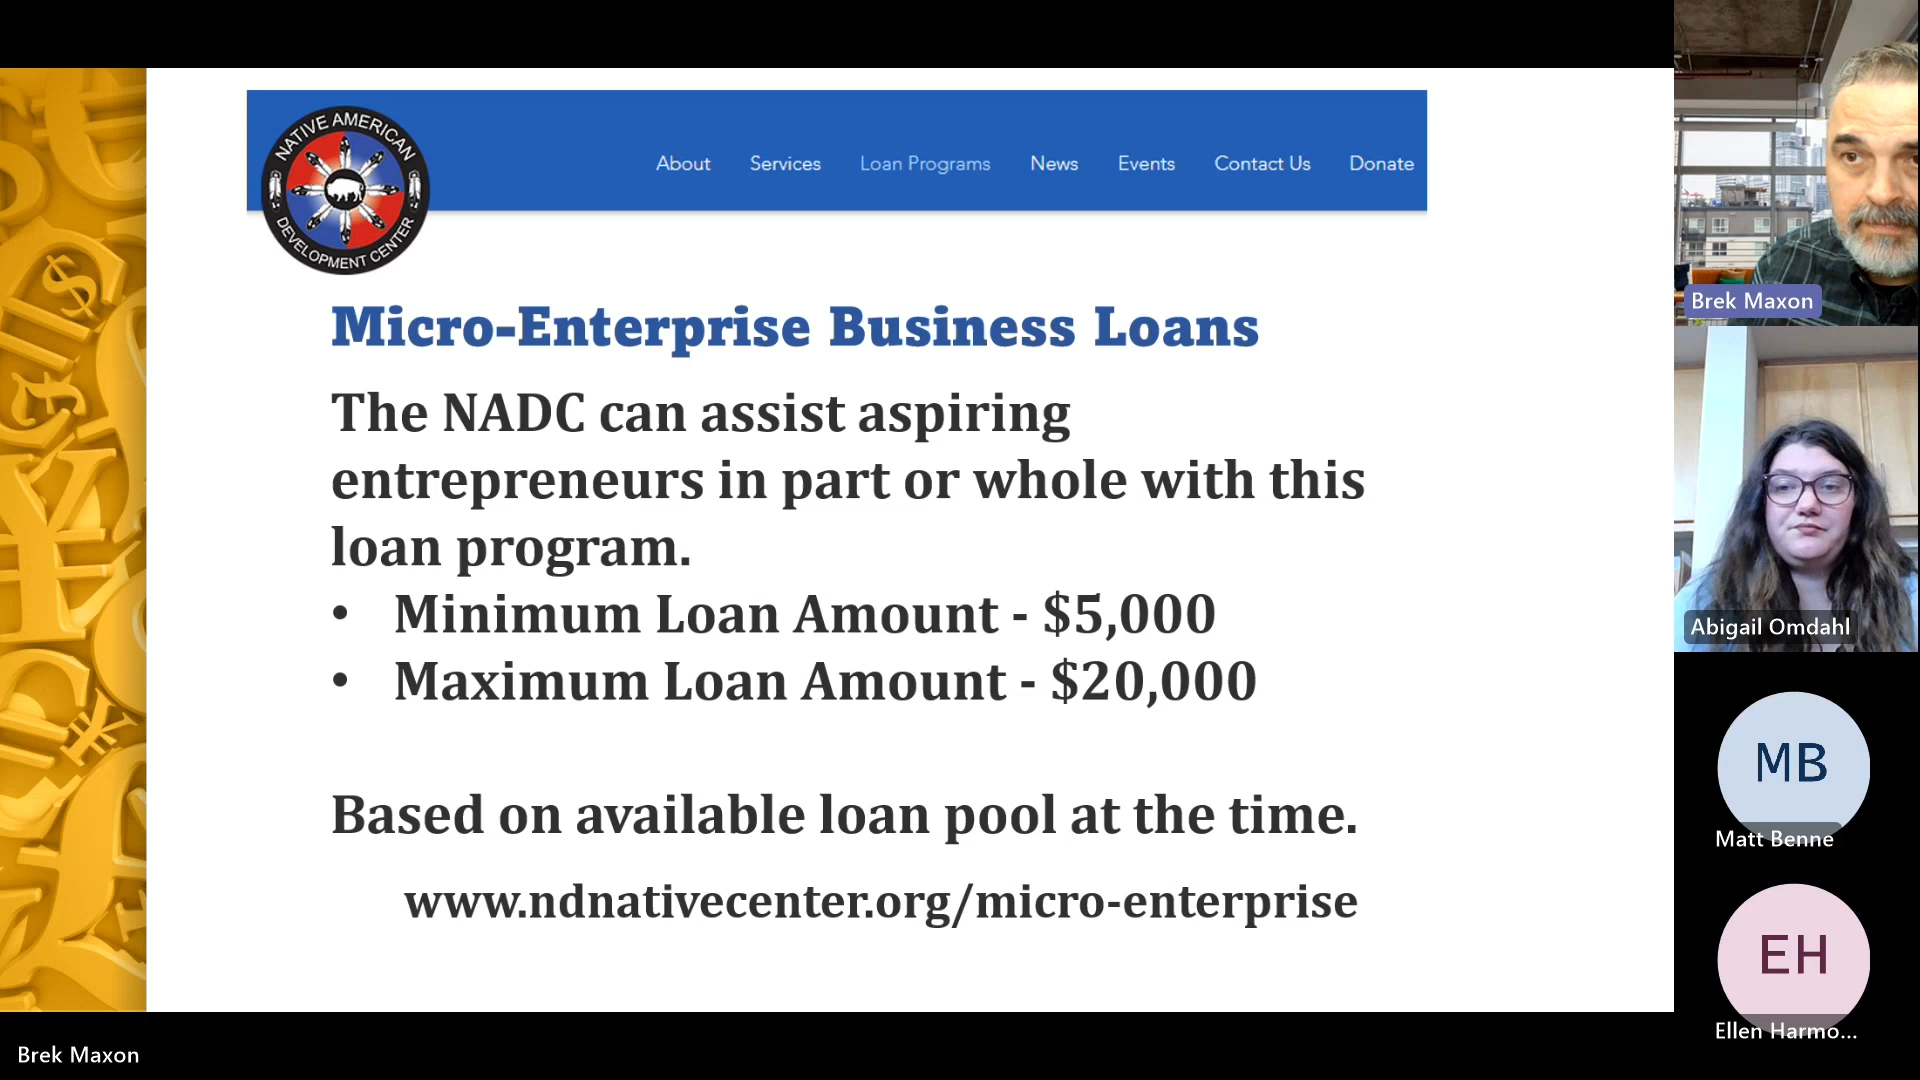 NATIVE AMERICAN
DEVELOPMENT CENTER
About Services Loan Programs News Events Contact Us Donate
Micro-Enterprise Business Loans
The NADC can assist aspiring
entrepreneurs in part or whole with this
loan program.
• Minimum Loan Amount - $5,000
• Maximum Loan Amount - $20,000
Based on available loan pool at the time.
www.ndnativecenter.org/micro-enterprise
Brek Maxon
Brek Maxon
Abigail Omdahl
MB
Matt Benne
EH
Ellen Harmo...